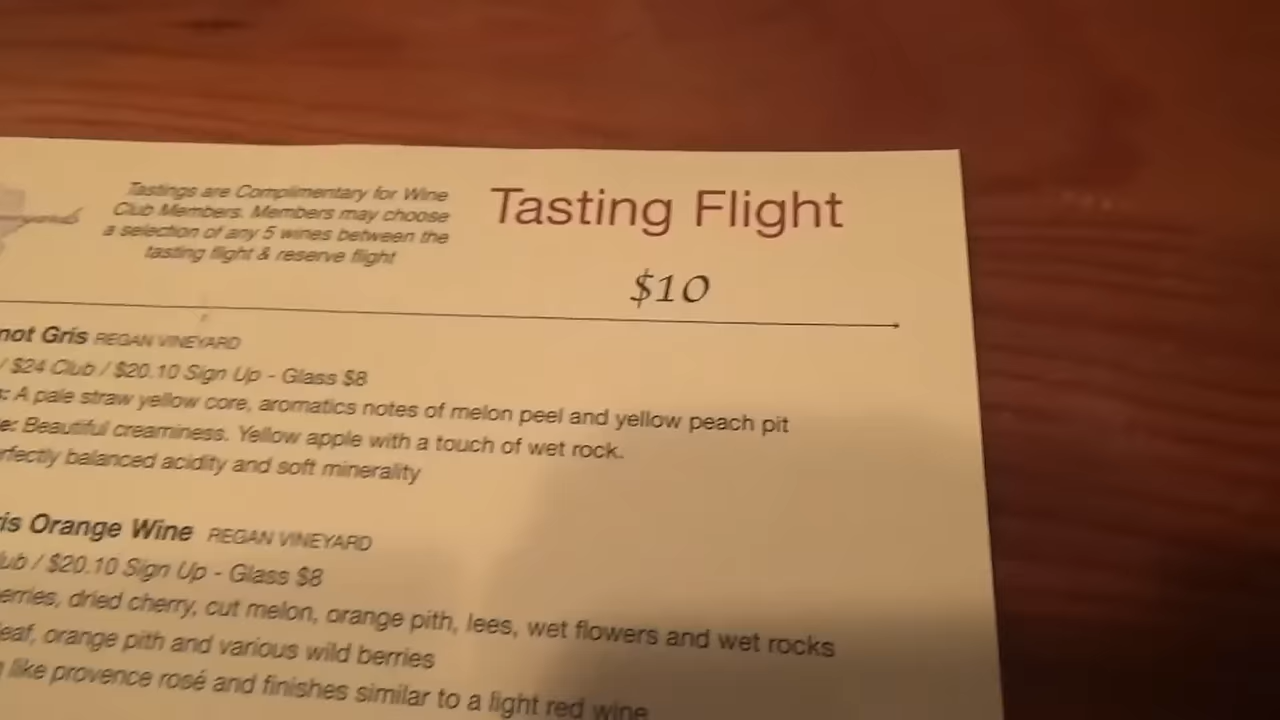 Tastings are Complimentary for Wine
Club Members. Members may choose
a selection of any 5 wines between the
tasting flight & reserve flight
Tasting Flight
$10
not Gris REGAN VINEYARD
/ $24 Club / $20.10 Sign Up - Glass $8
s: A pale straw yellow core, aromatics notes of melon peel and yellow peach pit
e: Beautiful creaminess. Yellow apple with a touch of wet rock.
rfectly balanced acidity and soft minerality
ris Orange Wine REGAN VINEYARD
lub / $20.10 Sign Up - Glass $8
erries, dried cherry, cut melon, orange pith, lees, wet flowers and wet rocks
leaf, orange pith and various wild berries
like provence rosé and finishes similar to a light red wine